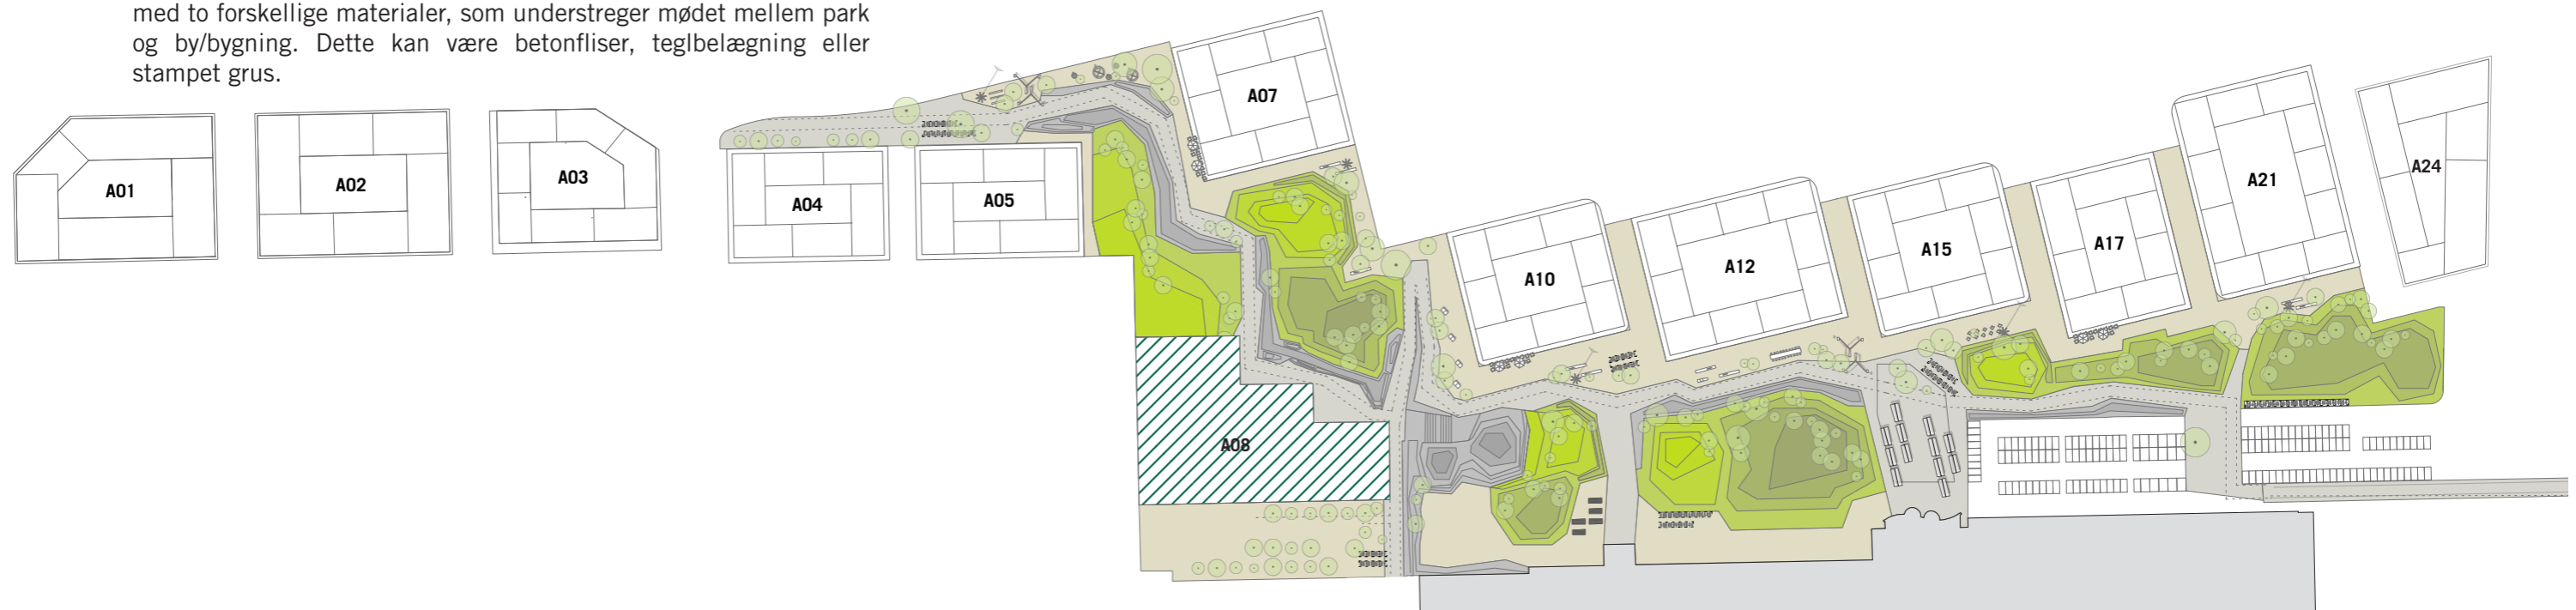 med to forskellige materialer, som understreger mødet mellem park
og by/bygning. Dette kan være betonfliser, teglbelægning eller
stampet grus.
A01
A02
A03
A04
A05
A07
A08
A10
A12
A15
A17
A21
A24